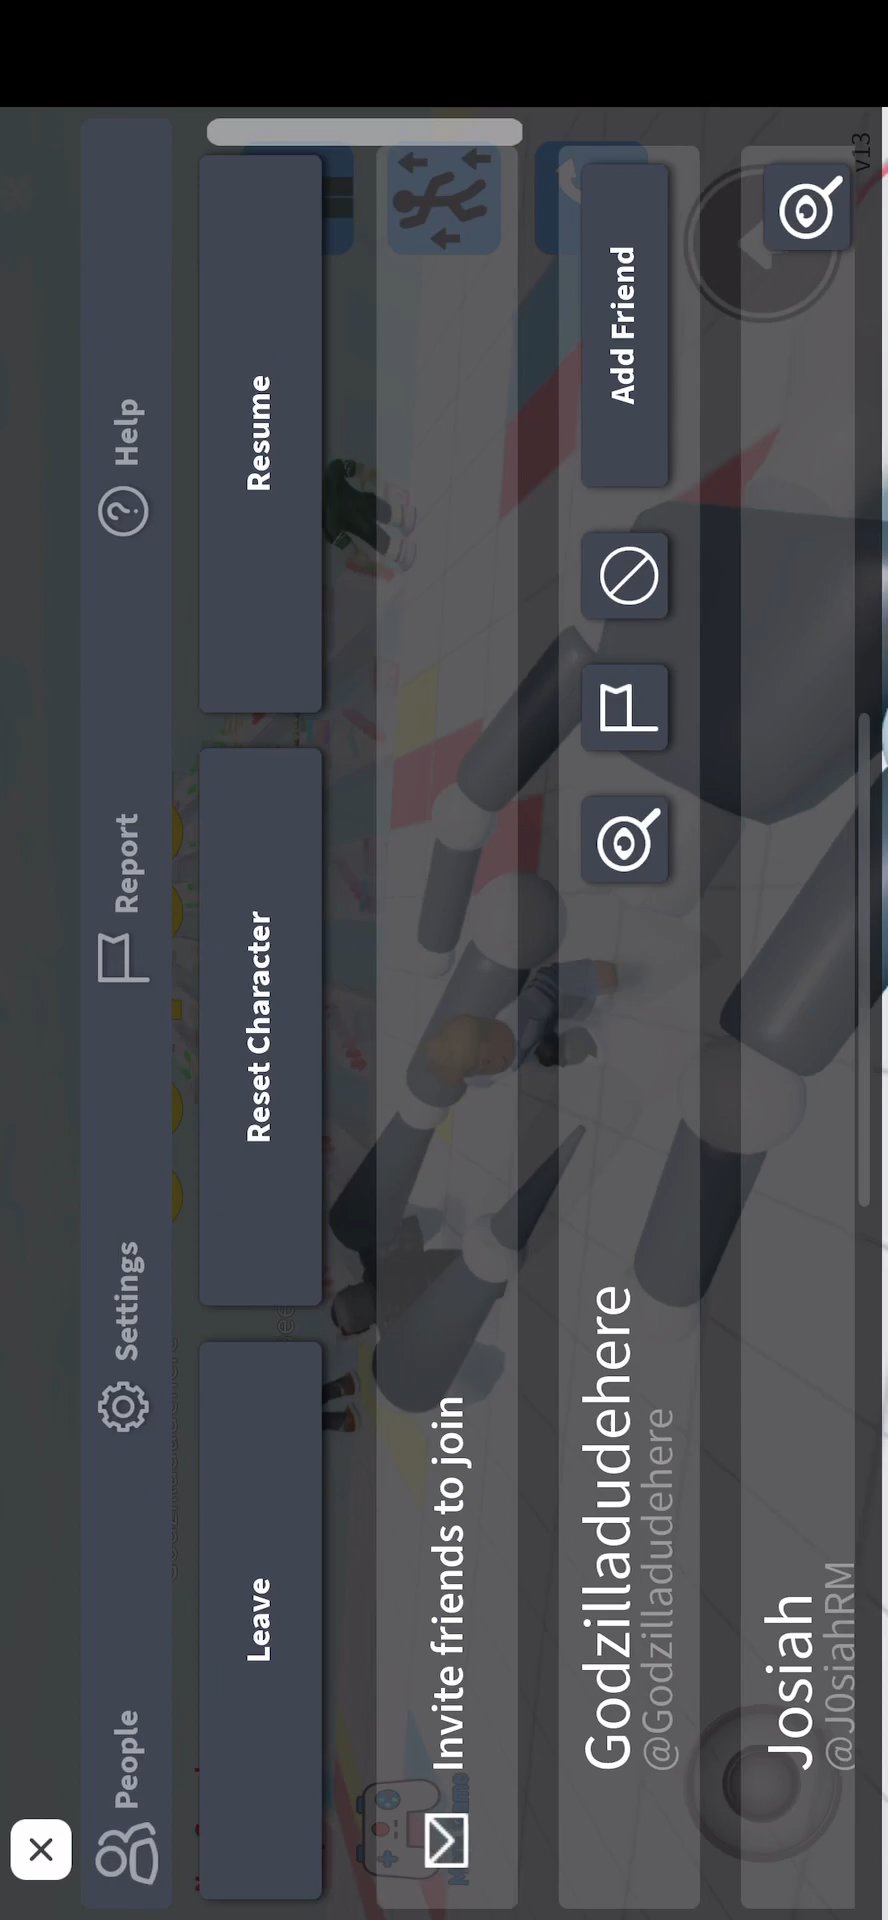 People
Settings
Report
Help
Leave
Reset Character
Resume
Invite friends to join
Godzilladudehere
@Godzilladudehere
Add Friend
Josiah
@J0siahRM
v13